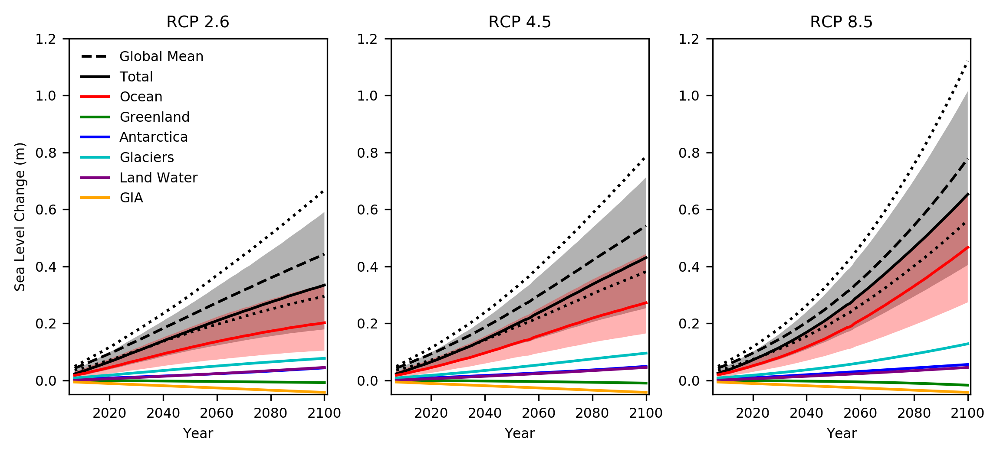 RCP 2.6
RCP 4.5
RCP 8.5
Sea Level Change (m)
1.2
1.0
0.8
0.6
0.4
0.2
0.0
Global Mean
Total
Ocean
Greenland
Antarctica
Glaciers
Land Water
GIA
2020 2040 2060 2080 2100
Year
1.2
1.0
0.8
0.6
0.4
0.2
0.0
2020 2040 2060 2080 2100
Year
1.2
1.0
0.8
0.6
0.4
0.2
0.0
2020 2040 2060 2080 2100
Year